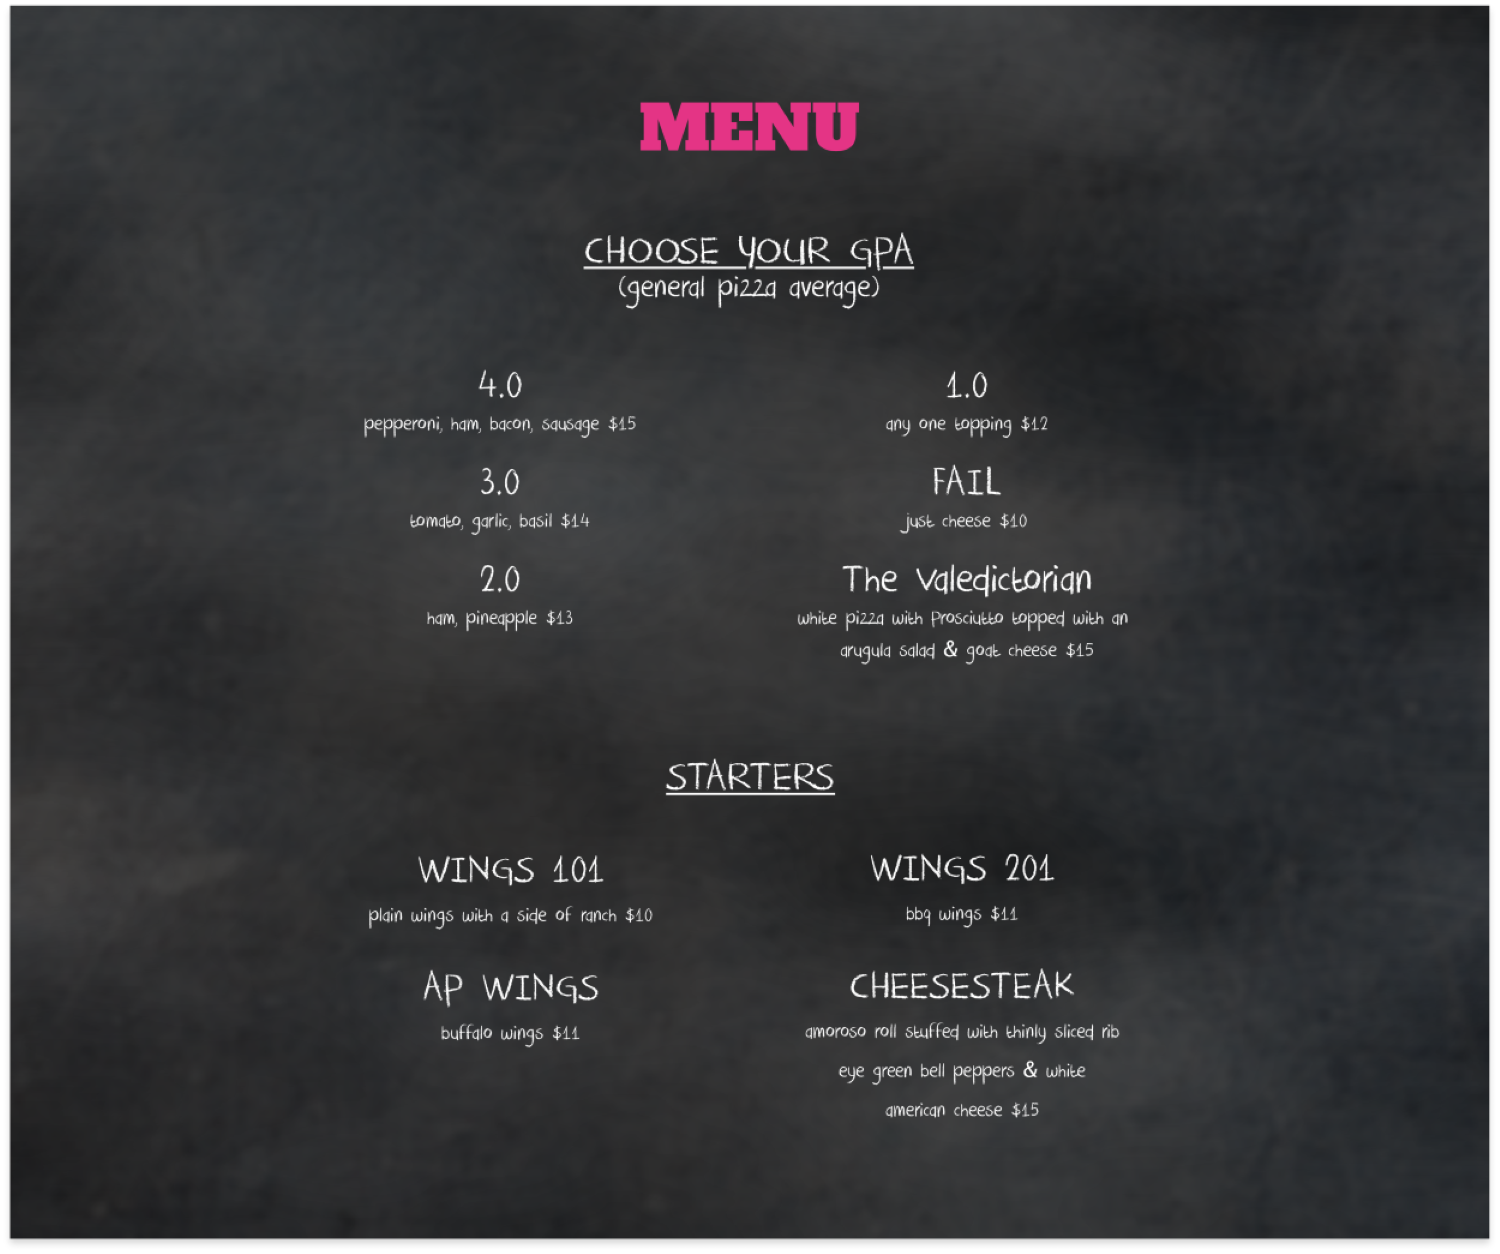 MENU
CHOOSE YOUR GPA
(general pizza average)
4.0
pepperoni, ham, bacon, sausage $15
3.0
tomato, garlic, basil $14
2.0
ham, pineapple $13
1.0
any one topping $12
FAIL
just cheese $10
The Valedictorian
white pizza with Prosciutto topped with an
arugula salad & goat cheese $15
STARTERS
WINGS 101
plain wings with a side of ranch $10
AP WINGS
buffalo wings $11
WINGS 201
bbq wings $11
CHEESESTEAK
amoroso roll stuffed with thinly sliced rib
eye green bell peppers & white
american cheese $15